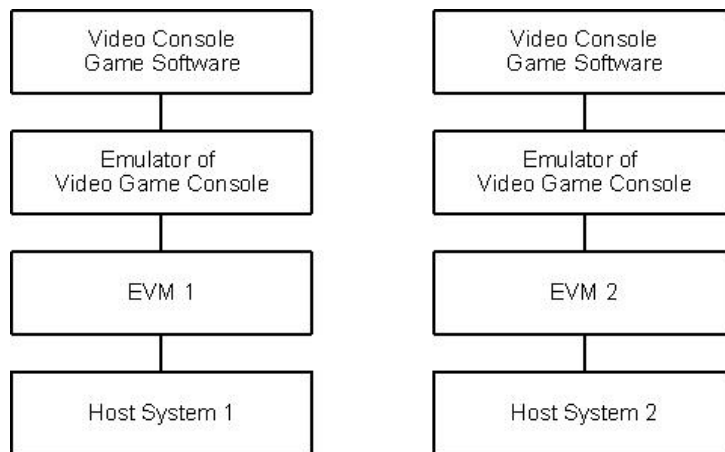 Video Console
Game Software
Emulator of
Video Game Console
EVM 1
Host System 1
Video Console
Game Software
Emulator of
Video Game Console
EVM 2
Host System 2